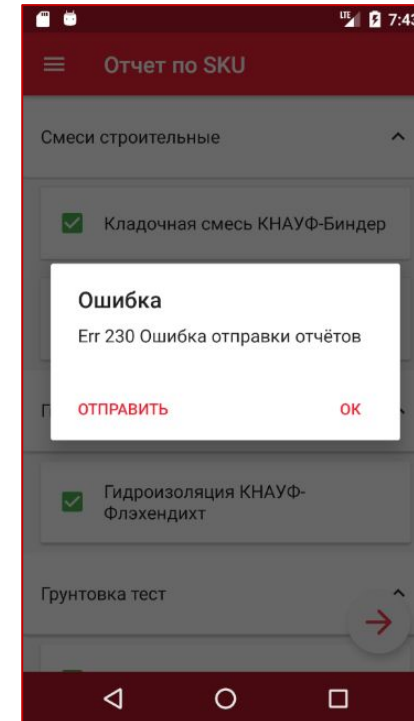 LTE 7:43
Отчет по SKU
Смеси строительные
Кладочная смесь КНАУФ-Биндер
Ошибка
Err 230 Ошибка отправки отчётов
ОТПРАВИТЬ
ОК
Гидроизоляция КНАУФ-
Флэхендихт
Грунтовка тест